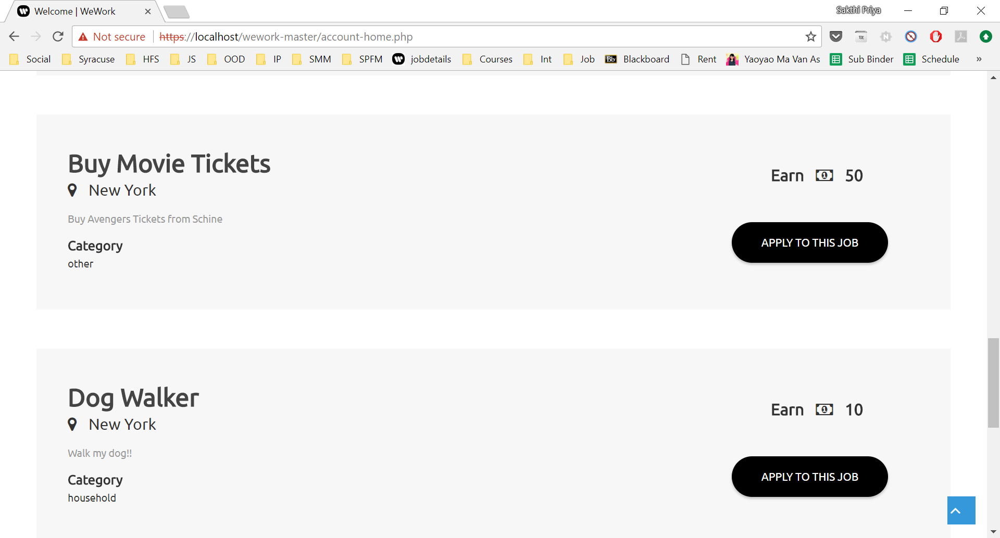 Welcome | WeWork
Sakthi Priya
Not secure https://localhost/wework-master/account-home.php
Social Syracuse HFS JS OOD IP SMM SPFM jobdetails Courses Int Job Bb Blackboard Rent Yaoyao Ma Van As Sub Binder Schedule »
Buy Movie Tickets
New York
Earn 50
Buy Avengers Tickets from Schine
APPLY TO THIS JOB
Category
other
Dog Walker
New York
Earn 10
Walk my dog!!
APPLY TO THIS JOB
Category
household